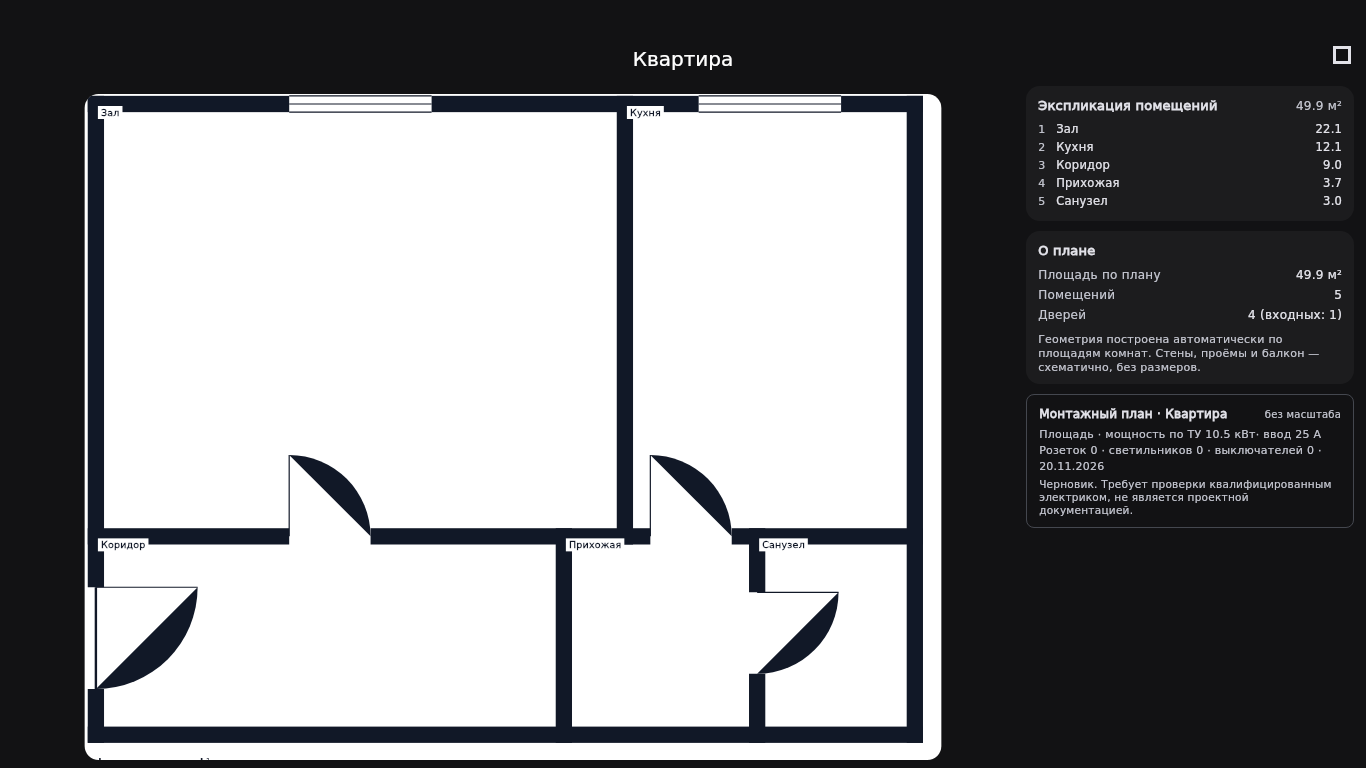 Квартира
Зал
Кухня
Коридор
Прихожая
Санузел
Экспликация помещений 49.9 м²
1 Зал 22.1
2 Кухня 12.1
3 Коридор 9.0
4 Прихожая 3.7
5 Санузел 3.0
О плане
Площадь по плану 49.9 м²
Помещений 5
Дверей 4 (входных: 1)
Геометрия построена автоматически по
площадям комнат. Стены, проёмы и балкон —
схематично, без размеров.
Монтажный план · Квартира без масштаба
Площадь · мощность по ТУ 10.5 кВт· ввод 25 А
Розеток 0 · светильников 0 · выключателей 0 ·
20.11.2026
Черновик. Требует проверки квалифицированным
электриком, не является проектной
документацией.